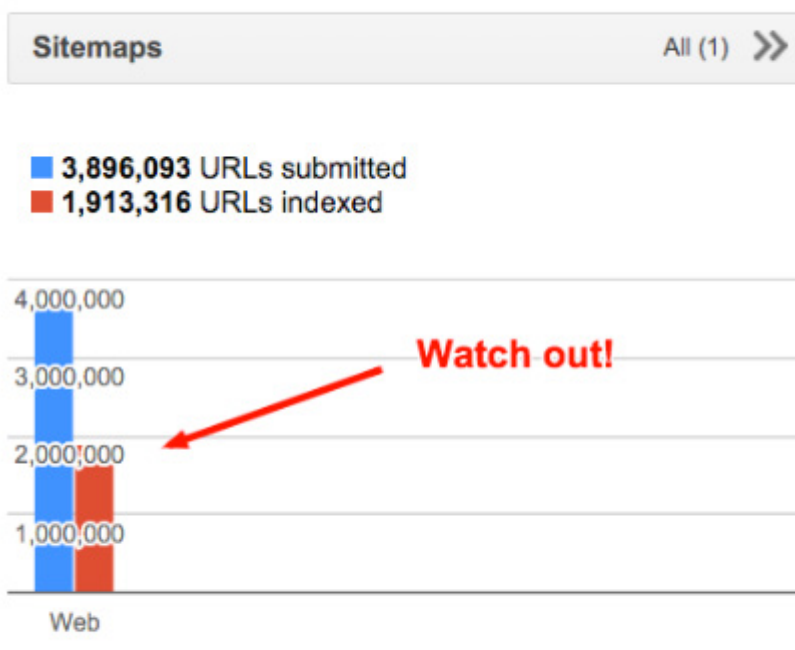 Sitemaps All (1)
3,896,093 URLs submitted
1,913,316 URLs indexed
4,000,000
Watch out!
3,000,000
2,000,000
1,000,000
Web